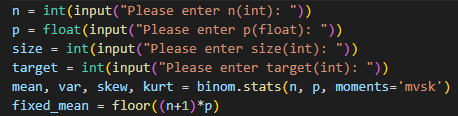 n = int(input("Please enter n(int): "))
p = float(input("Please enter p(float): "))
size = int(input("Please enter size(int): "))
target = int(input("Please enter target(int): "))
mean, var, skew, kurt = binom.stats(n, p, moments='mvsk')
fixed_mean = floor((n+1)*p)